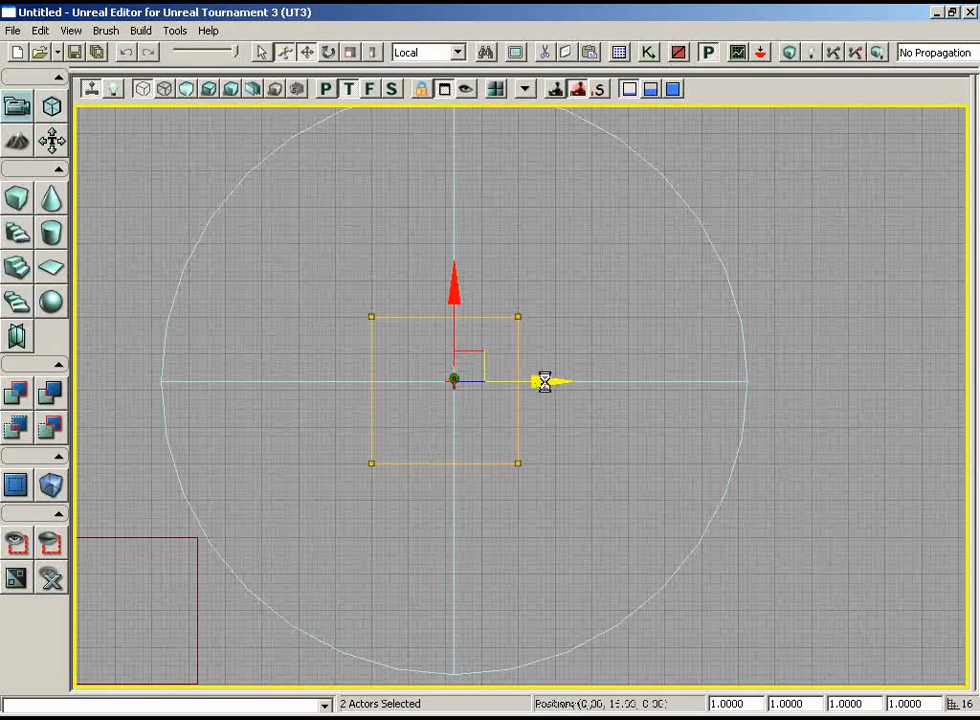 Untitled - Unreal Editor for Unreal Tournament 3 (UT3)
File Edit View Brush Build Tools Help
Local No Propagation
P T F S
2 Actors Selected 1.0000 1.0000 1.0000 1.0000 16